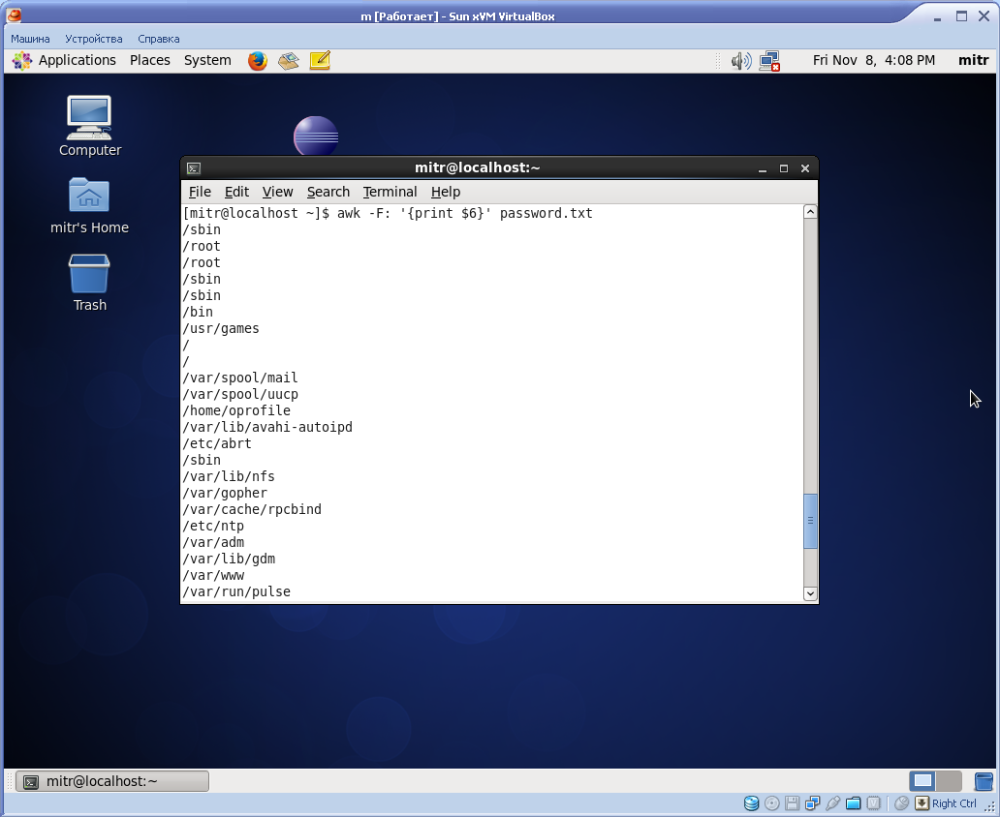 m [Работает] - Sun xVM VirtualBox
Машина Устройства Справка
Applications Places System Fri Nov 8, 4:08 PM mitr
Computer
mitr's Home
Trash
mitr@localhost:~
File Edit View Search Terminal Help
[mitr@localhost ~]$ awk -F: '{print $6}' password.txt
/sbin
/root
/root
/sbin
/sbin
/bin
/usr/games
/
/
/var/spool/mail
/var/spool/uucp
/home/oprofile
/var/lib/avahi-autoipd
/etc/abrt
/sbin
/var/lib/nfs
/var/gopher
/var/cache/rpcbind
/etc/ntp
/var/adm
/var/lib/gdm
/var/www
/var/run/pulse
mitr@localhost:~
Right Ctrl